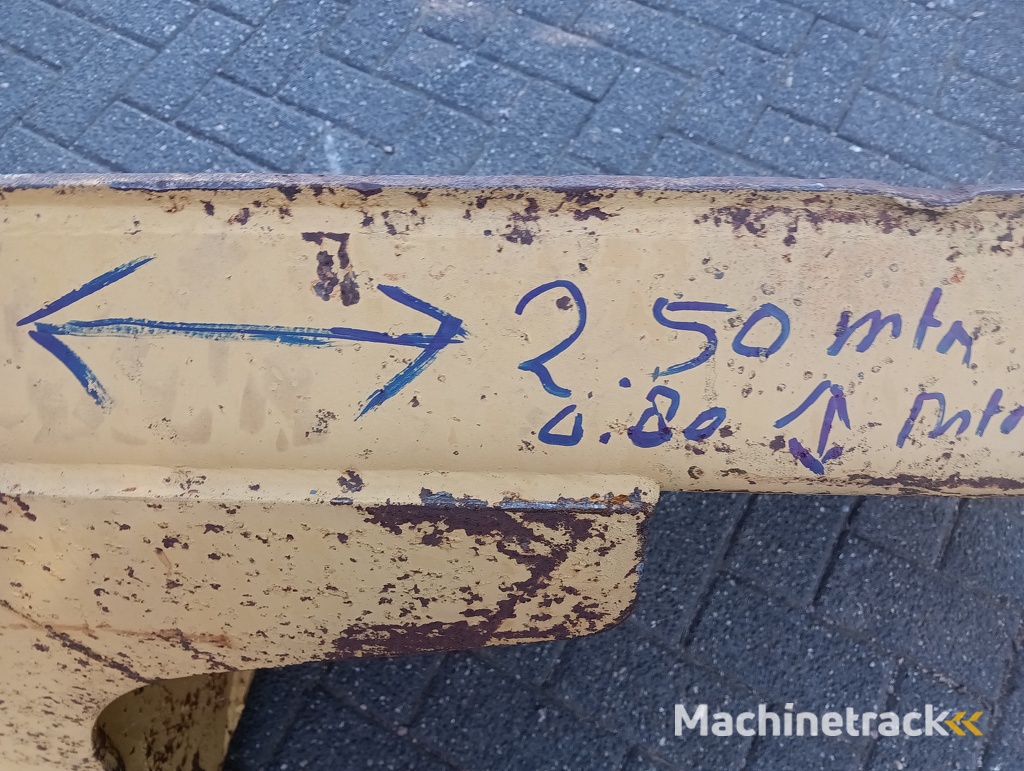 2.50 mtr
0.80 ↕ mtr
Machinetrack